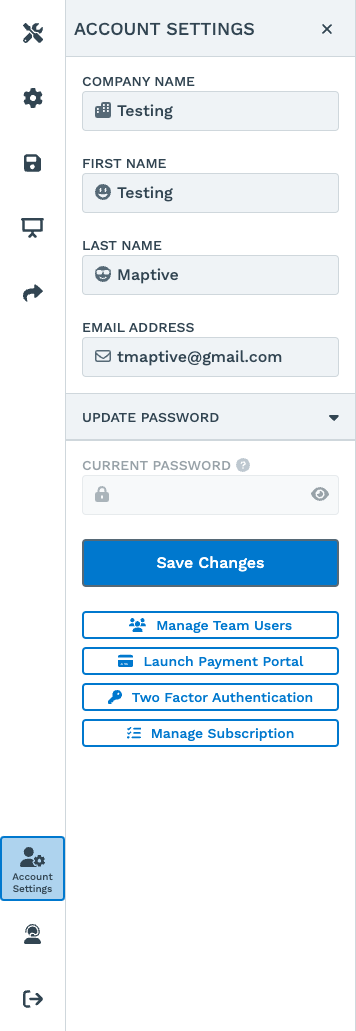 ACCOUNT SETTINGS
COMPANY NAME
Testing
FIRST NAME
Testing
LAST NAME
Maptive
EMAIL ADDRESS
tmaptive@gmail.com
UPDATE PASSWORD
CURRENT PASSWORD ?
Save Changes
Manage Team Users
Launch Payment Portal
Two Factor Authentication
Manage Subscription
Account
Settings